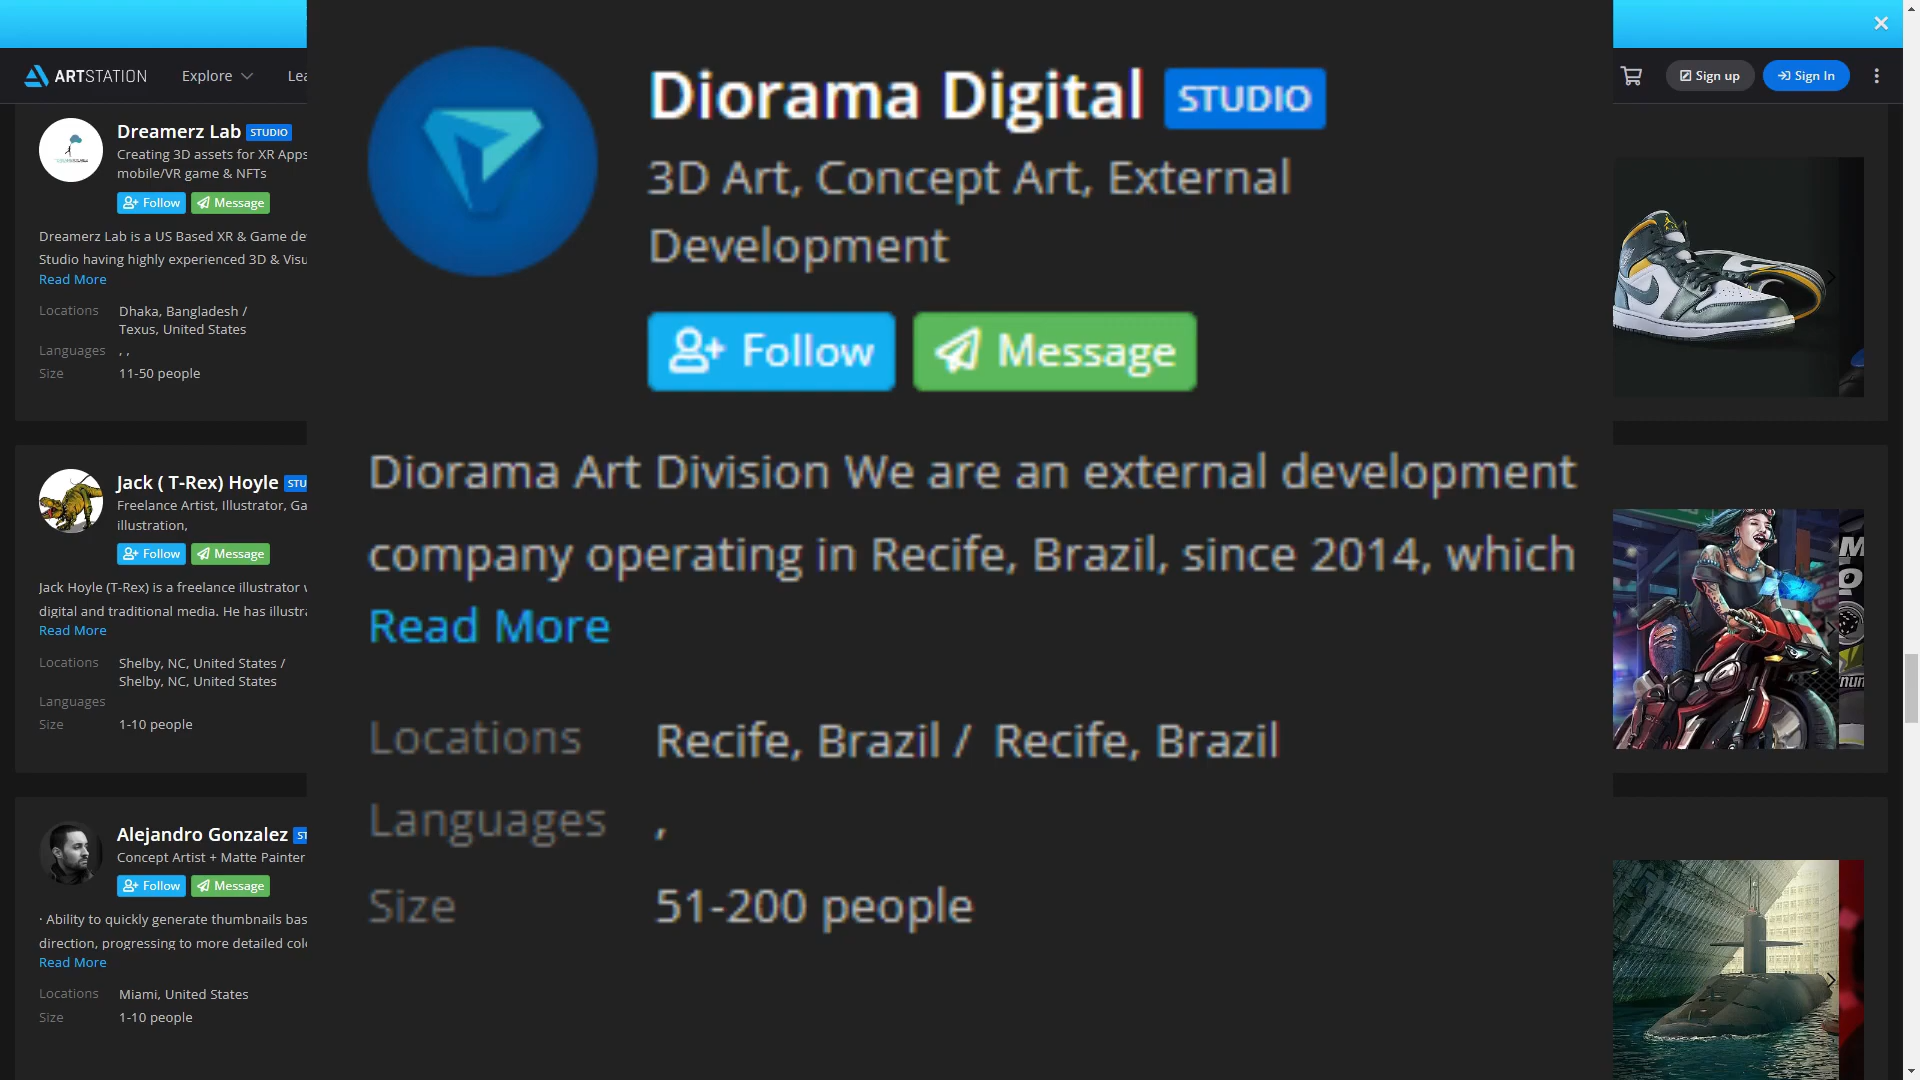 ARTSTATION
Explore
Sign up
Sign In
Dreamerz Lab STUDIO
Creating 3D assets for XR Apps
mobile/VR game & NFTs
Follow
Message
Dreamerz Lab is a US Based XR & Game
Studio having highly experienced 3D &
Read More
Locations Dhaka, Bangladesh /
Texus, United States
Languages , ,
Size 11-50 people
Jack ( T-Rex) Hoyle
Freelance Artist, Illustrator,
illustration,
Follow
Message
Jack Hoyle (T-Rex) is a freelance illustrator
digital and traditional media. He has
Read More
Locations Shelby, NC, United States /
Shelby, NC, United States
Languages
Size 1-10 people
Alejandro Gonzalez
Concept Artist + Matte Painter
Follow
Message
· Ability to quickly generate thumbnails
direction, progressing to more detailed
Read More
Locations Miami, United States
Size 1-10 people
Diorama Digital STUDIO
3D Art, Concept Art, External
Development
Follow
Message
Diorama Art Division We are an external development
company operating in Recife, Brazil, since 2014, which
Read More
Locations Recife, Brazil / Recife, Brazil
Languages ,
Size 51-200 people